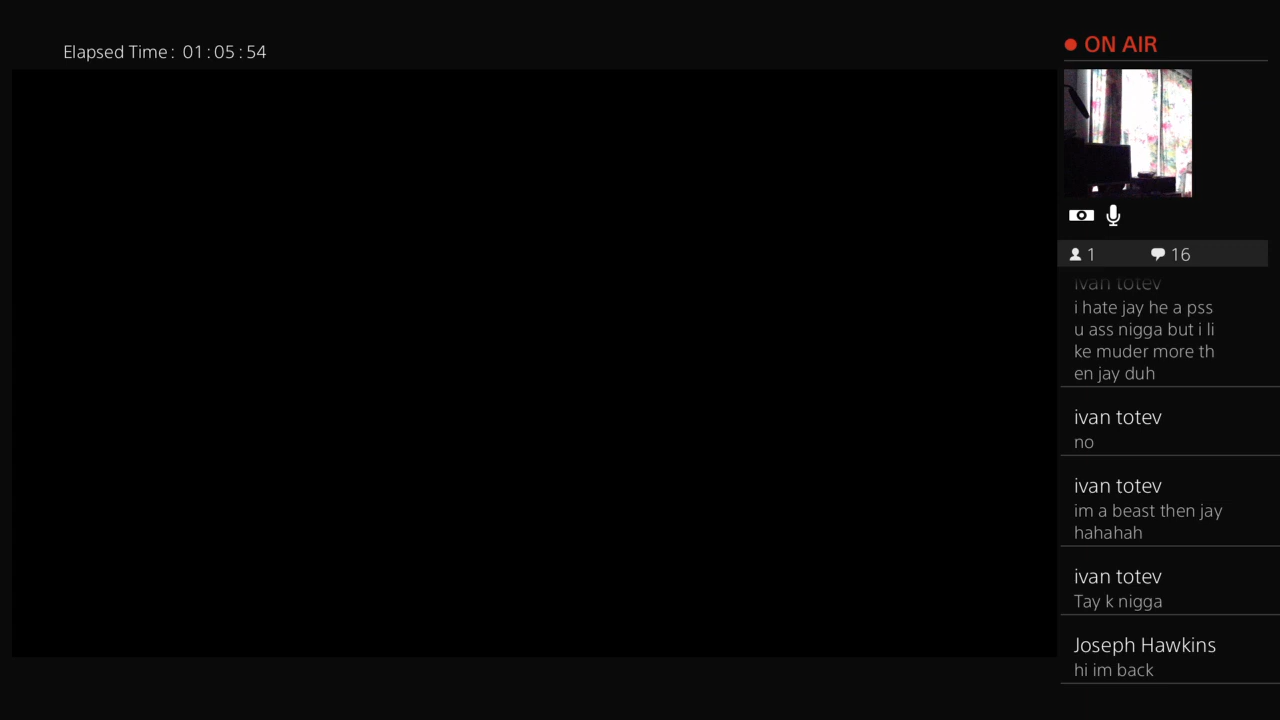 Elapsed Time: 01:05:54
ON AIR
1 16
ivan totev
i hate jay he a pss
u ass nigga but i li
ke muder more th
en jay duh
ivan totev
no
ivan totev
im a beast then jay
hahahah
ivan totev
Tay k nigga
Joseph Hawkins
hi im back